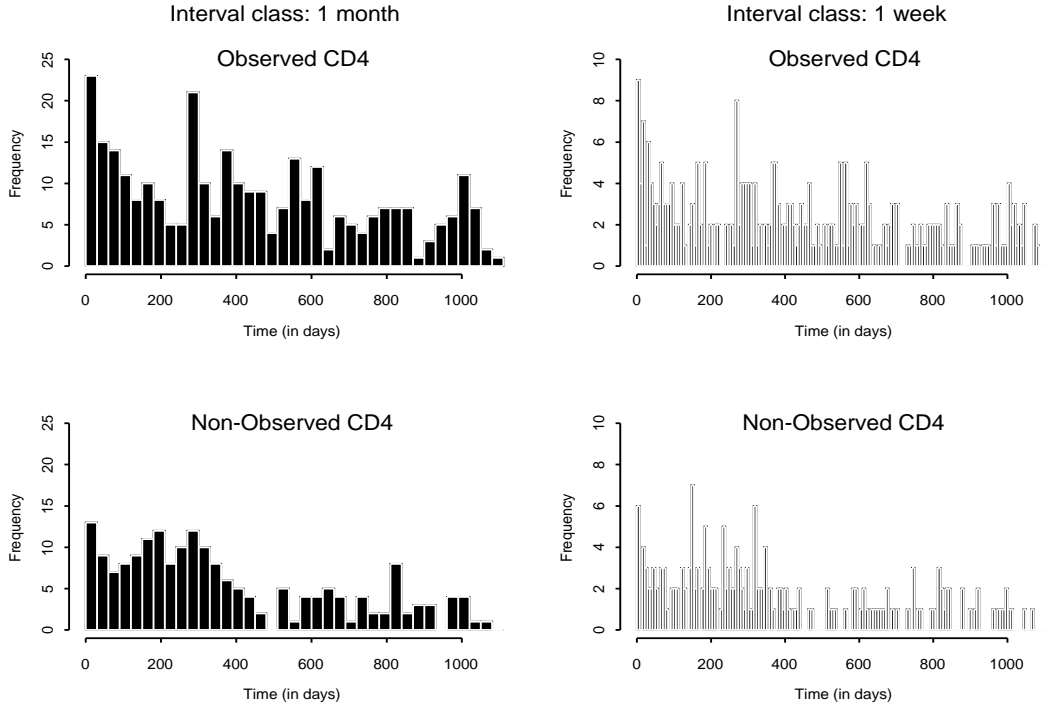 Interval class: 1 month
Interval class: 1 week
Observed CD4
Frequency
0 5 10 15 20 25
0 200 400 600 800 1000
Time (in days)
Observed CD4
Frequency
0 2 4 6 8 10
0 200 400 600 800 1000
Time (in days)
Non-Observed CD4
Frequency
0 5 10 15 20 25
0 200 400 600 800 1000
Time (in days)
Non-Observed CD4
Frequency
0 2 4 6 8 10
0 200 400 600 800 1000
Time (in days)